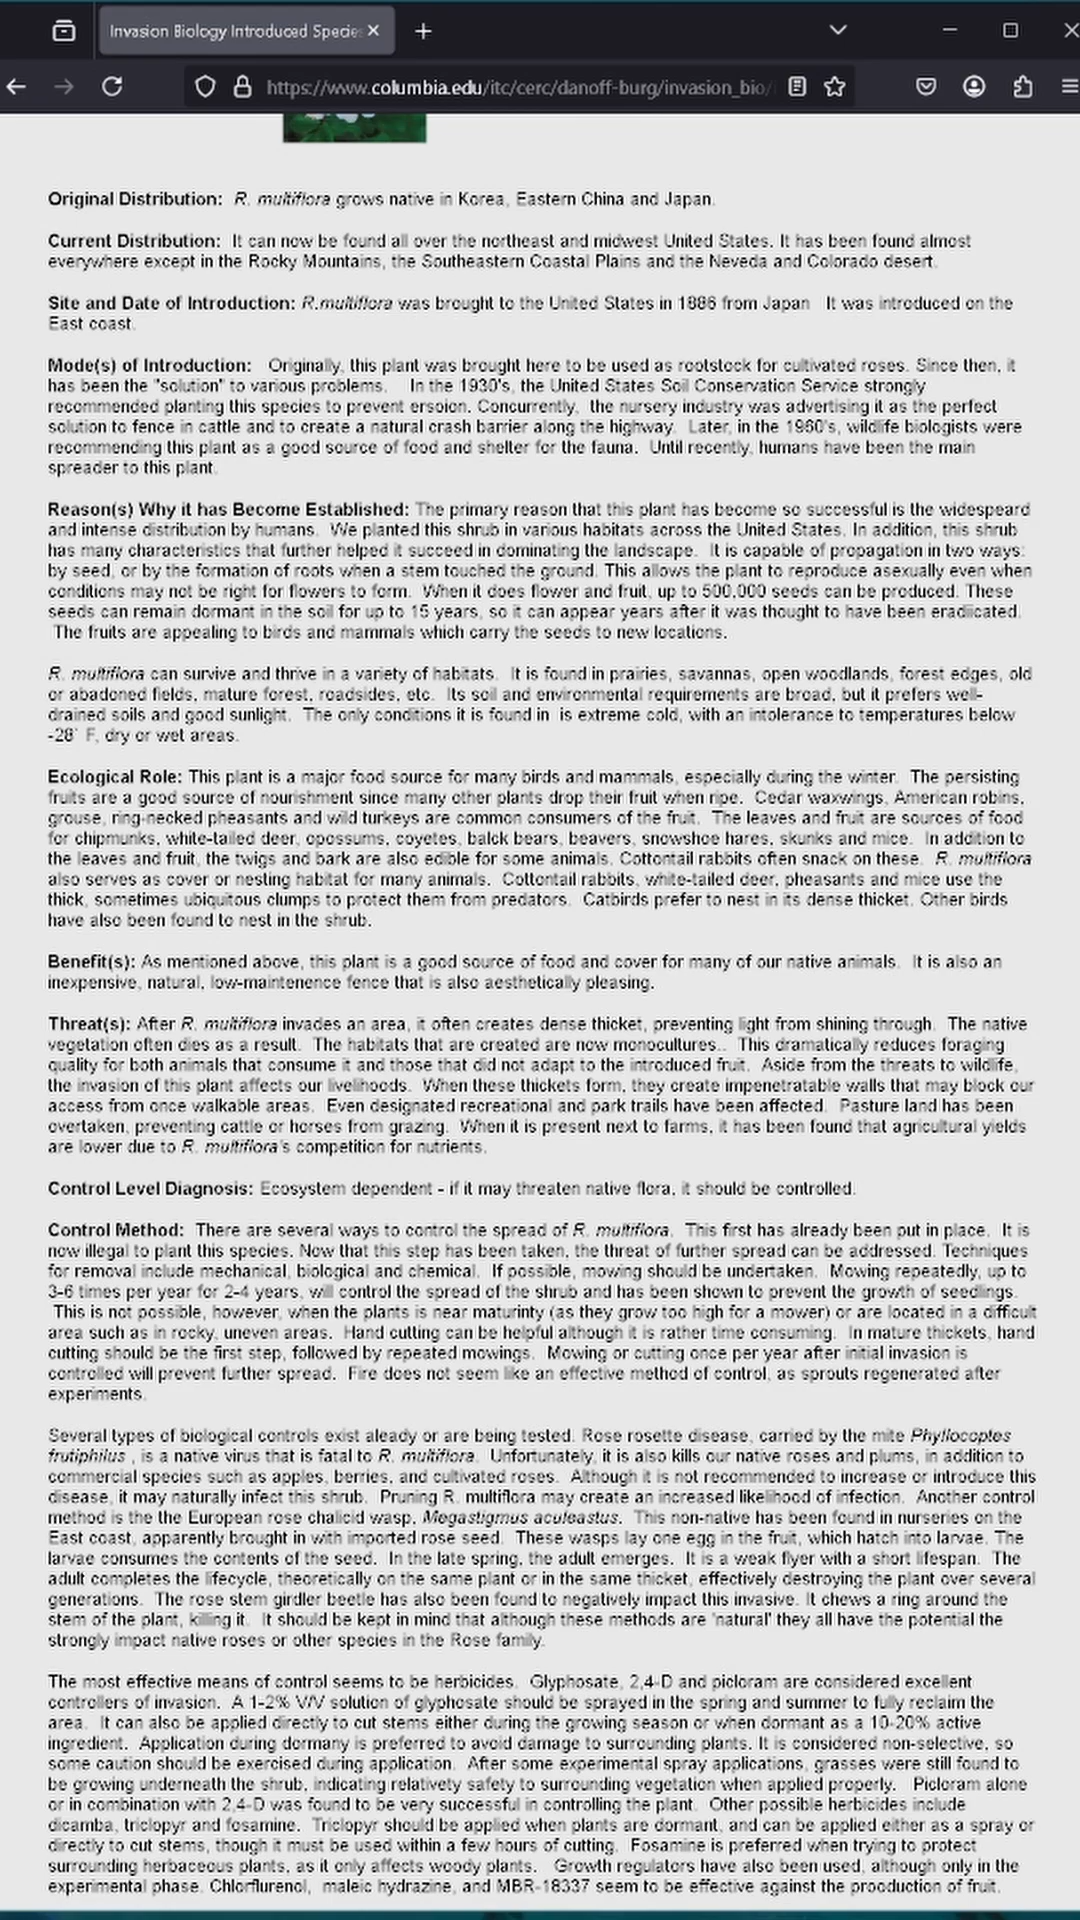 Invasion Biology Introduced Specie
https://www.columbia.edu/itc/cerc/danoff-burg/invasion_bio/
Original Distribution: R. multiflora grows native in Korea, Eastern China and Japan.
Current Distribution: It can now be found all over the northeast and midwest United States. It has been found almost
everywhere except in the Rocky Mountains, the Southeastern Coastal Plains and the Neveda and Colorado desert.
Site and Date of Introduction: R.multiflora was brought to the United States in 1886 from Japan It was introduced on the
East coast.
Mode(s) of Introduction: Originally, this plant was brought here to be used as rootstock for cultivated roses. Since then, it
has been the "solution" to various problems. In the 1930's, the United States Soil Conservation Service strongly
recommended planting this species to prevent ersoion. Concurrently, the nursery industry was advertising it as the perfect
solution to fence in cattle and to create a natural crash barrier along the highway. Later, in the 1960's, wildlife biologists were
recommending this plant as a good source of food and shelter for the fauna. Until recently, humans have been the main
spreader to this plant.
Reason(s) Why it has Become Established: The primary reason that this plant has become so successful is the widespeard
and intense distribution by humans. We planted this shrub in various habitats across the United States. In addition, this shrub
has many characteristics that further helped it succeed in dominating the landscape. It is capable of propagation in two ways:
by seed, or by the formation of roots when a stem touched the ground. This allows the plant to reproduce asexually even when
conditions may not be right for flowers to form. When it does flower and fruit, up to 500,000 seeds can be produced. These
seeds can remain dormant in the soil for up to 15 years, so it can appear years after it was thought to have been eradiicated.
The fruits are appealing to birds and mammals which carry the seeds to new locations.
R. multiflora can survive and thrive in a variety of habitats. It is found in prairies, savannas, open woodlands, forest edges, old
or abadoned fields, mature forest, roadsides, etc. Its soil and environmental requirements are broad, but it prefers well-
drained soils and good sunlight. The only conditions it is found in is extreme cold, with an intolerance to temperatures below
-28° F, dry or wet areas.
Ecological Role: This plant is a major food source for many birds and mammals, especially during the winter. The persisting
fruits are a good source of nourishment since many other plants drop their fruit when ripe. Cedar waxwings, American robins,
grouse, ring-necked pheasants and wild turkeys are common consumers of the fruit. The leaves and fruit are sources of food
for chipmunks, white-tailed deer, opossums, coyetes, balck bears, beavers, snowshoe hares, skunks and mice. In addition to
the leaves and fruit, the twigs and bark are also edible for some animals. Cottontail rabbits often snack on these. R. multiflora
also serves as cover or nesting habitat for many animals. Cottontail rabbits, white-tailed deer, pheasants and mice use the
thick, sometimes ubiquitous clumps to protect them from predators. Catbirds prefer to nest in its dense thicket. Other birds
have also been found to nest in the shrub.
Benefit(s): As mentioned above, this plant is a good source of food and cover for many of our native animals. It is also an
inexpensive, natural, low-maintenence fence that is also aesthetically pleasing.
Threat(s): After R. multiflora invades an area, it often creates dense thicket, preventing light from shining through. The native
vegetation often dies as a result. The habitats that are created are now monocultures.. This dramatically reduces foraging
quality for both animals that consume it and those that did not adapt to the introduced fruit. Aside from the threats to wildlife,
the invasion of this plant affects our livelihoods. When these thickets form, they create impenetratable walls that may block our
access from once walkable areas. Even designated recreational and park trails have been affected. Pasture land has been
overtaken, preventing cattle or horses from grazing. When it is present next to farms, it has been found that agricultural yields
are lower due to R. multiflora's competition for nutrients.
Control Level Diagnosis: Ecosystem dependent - if it may threaten native flora, it should be controlled.
Control Method: There are several ways to control the spread of R. multiflora. This first has already been put in place. It is
now illegal to plant this species. Now that this step has been taken, the threat of further spread can be addressed. Techniques
for removal include mechanical, biological and chemical. If possible, mowing should be undertaken. Mowing repeatedly, up to
3-6 times per year for 2-4 years, will control the spread of the shrub and has been shown to prevent the growth of seedlings.
This is not possible, however, when the plants is near maturinty (as they grow too high for a mower) or are located in a difficult
area such as in rocky, uneven areas. Hand cutting can be helpful although it is rather time consuming. In mature thickets, hand
cutting should be the first step, followed by repeated mowings. Mowing or cutting once per year after initial invasion is
controlled will prevent further spread. Fire does not seem like an effective method of control, as sprouts regenerated after
experiments.
Several types of biological controls exist aleady or are being tested. Rose rosette disease, carried by the mite Phyllocoptes
frutiphilus , is a native virus that is fatal to R. multiflora. Unfortunately, it is also kills our native roses and plums, in addition to
commercial species such as apples, berries, and cultivated roses. Although it is not recommended to increase or introduce this
disease, it may naturally infect this shrub. Pruning R. multiflora may create an increased likelihood of infection. Another control
method is the the European rose chalicid wasp, Megastigmus aculeastus. This non-native has been found in nurseries on the
East coast, apparently brought in with imported rose seed. These wasps lay one egg in the fruit, which hatch into larvae. The
larvae consumes the contents of the seed. In the late spring, the adult emerges. It is a weak flyer with a short lifespan. The
adult completes the lifecycle, theoretically on the same plant or in the same thicket, effectively destroying the plant over several
generations. The rose stem girdler beetle has also been found to negatively impact this invasive. It chews a ring around the
stem of the plant, killing it. It should be kept in mind that although these methods are 'natural' they all have the potential the
strongly impact native roses or other species in the Rose family.
The most effective means of control seems to be herbicides. Glyphosate, 2,4-D and picloram are considered excellent
controllers of invasion. A 1-2% V/V solution of glyphosate should be sprayed in the spring and summer to fully reclaim the
area. It can also be applied directly to cut stems either during the growing season or when dormant as a 10-20% active
ingredient. Application during dormany is preferred to avoid damage to surrounding plants. It is considered non-selective, so
some caution should be exercised during application. After some experimental spray applications, grasses were still found to
be growing underneath the shrub, indicating relatively safety to surrounding vegetation when applied properly. Picloram alone
or in combination with 2,4-D was found to be very successful in controlling the plant. Other possible herbicides include
dicamba, triclopyr and fosamine. Triclopyr should be applied when plants are dormant, and can be applied either as a spray or
directly to cut stems, though it must be used within a few hours of cutting. Fosamine is preferred when trying to protect
surrounding herbaceous plants, as it only affects woody plants. Growth regulators have also been used, although only in the
experimental phase. Chlorflurenol, maleic hydrazine, and MBR-18337 seem to be effective against the prooduction of fruit.